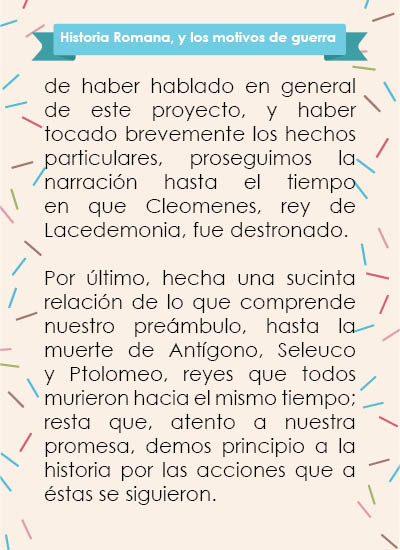 Historia Romana, y los motivos de guerra
de haber hablado en general
de este proyecto, y haber
tocado brevemente los hechos
particulares, proseguimos la
narración hasta el tiempo
en que Cleomenes, rey de
Lacedemonia, fue destronado.
Por último, hecha una sucinta
relación de lo que comprende
nuestro preámbulo, hasta la
muerte de Antígono, Seleuco
y Ptolomeo, reyes que todos
murieron hacia el mismo tiempo;
resta que, atento a nuestra
promesa, demos principio a la
historia por las acciones que a
éstas se siguieron.